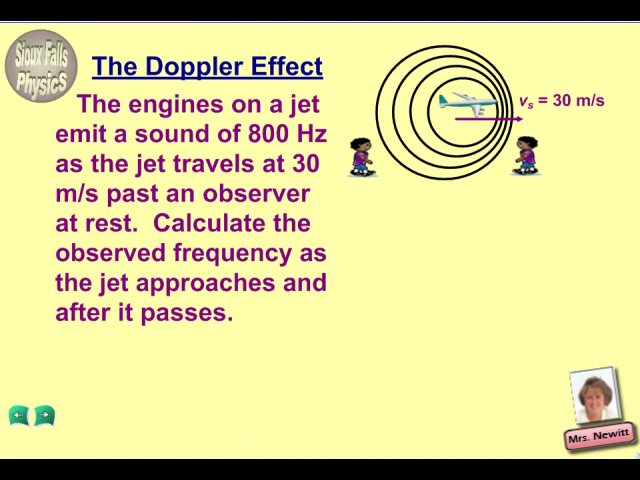 Sioux Falls
PhysicS
The Doppler Effect
The engines on a jet
emit a sound of 800 Hz
as the jet travels at 30
m/s past an observer
at rest.  Calculate the
observed frequency as
the jet approaches and
after it passes.
vs = 30 m/s
Mrs. Newitt